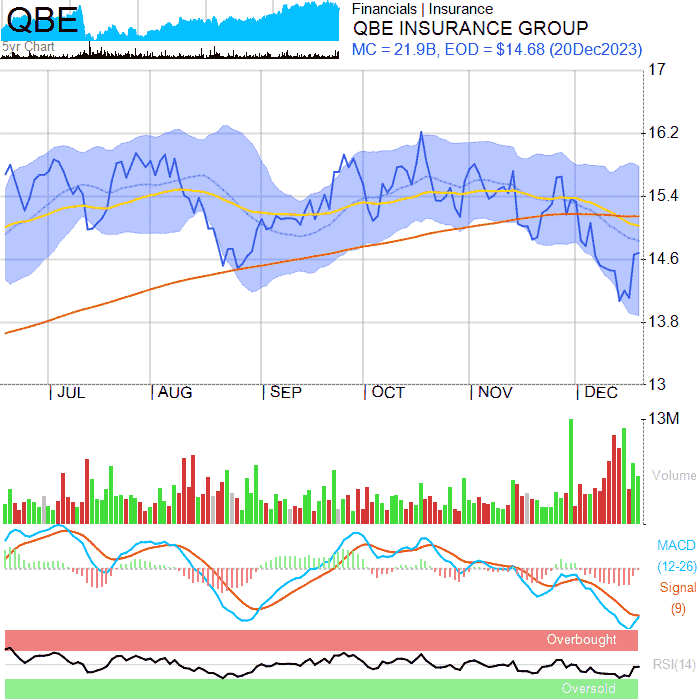 QBE
5yr Chart
Financials | Insurance
QBE INSURANCE GROUP
MC = 21.9B, EOD = $14.68 (20Dec2023)
17
16.2
15.4
14.6
13.8
13
JUL AUG SEP OCT NOV DEC
13M
Volume
MACD
(12-26)
Signal
(9)
Overbought
RSI(14)
Oversold